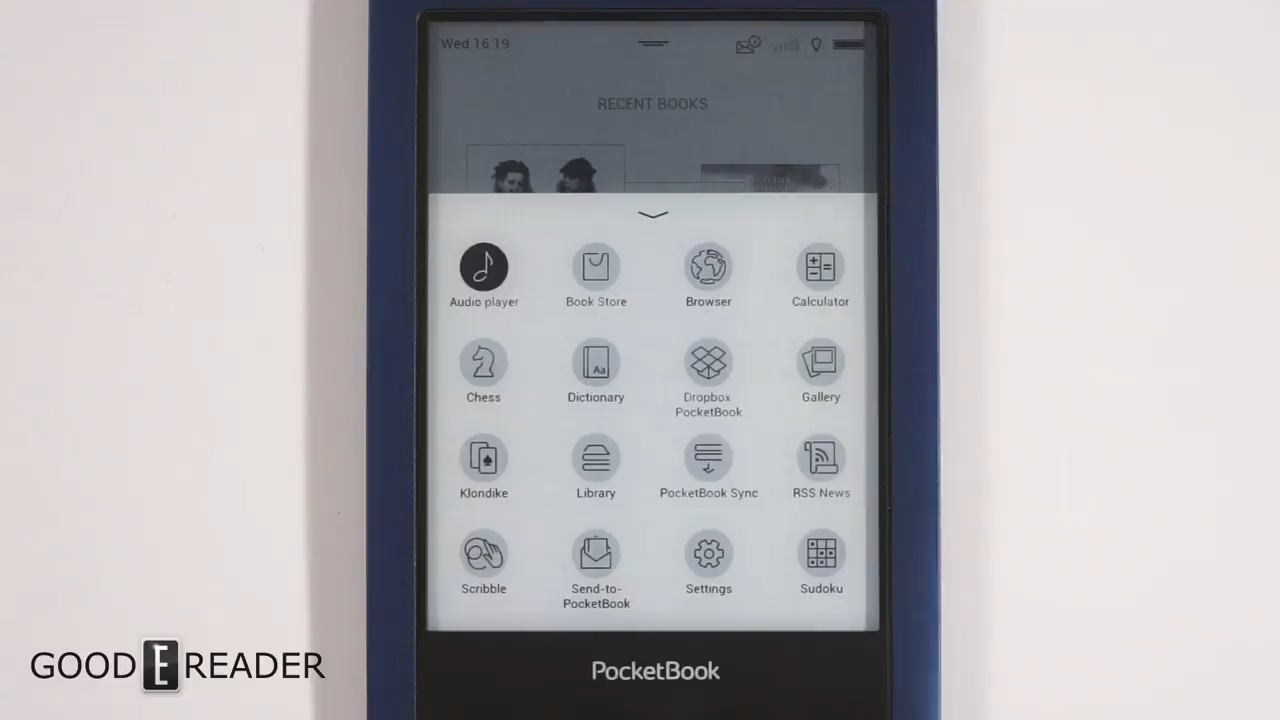 Wed 16:19
RECENT BOOKS
Audio player
Book Store
Browser
Calculator
Chess
Aa
Dictionary
Dropbox
PocketBook
Gallery
Klondike
Library
PocketBook Sync
RSS News
Scribble
Send-to-
PocketBook
Settings
Sudoku
GOOD E READER
PocketBook